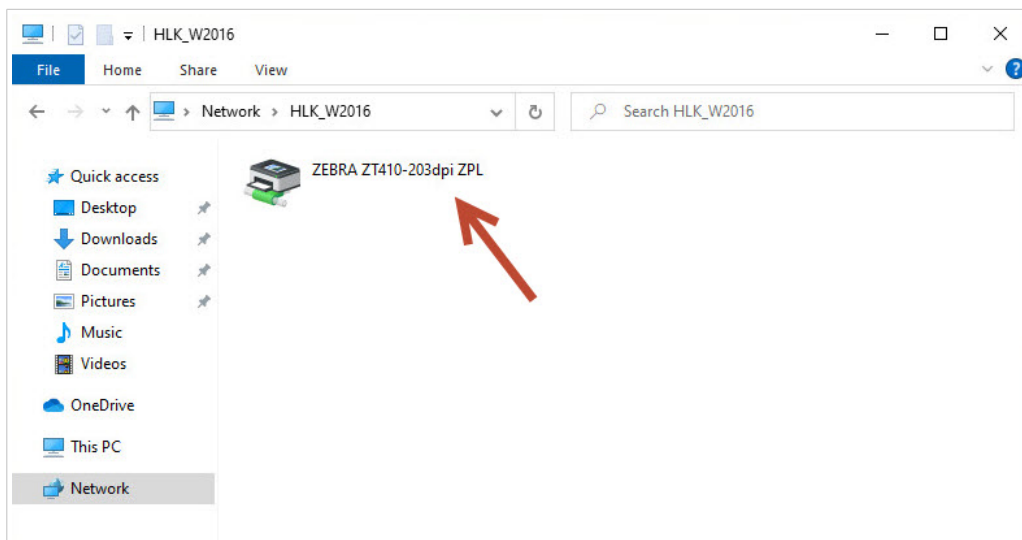 HLK_W2016
File Home Share View
Network > HLK_W2016
Search HLK_W2016
ZEBRA ZT410-203dpi ZPL
Quick access
Desktop
Downloads
Documents
Pictures
Music
Videos
OneDrive
This PC
Network